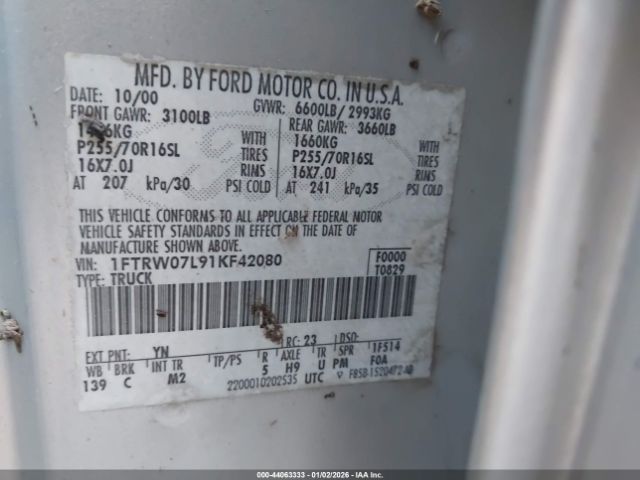 MFD. BY FORD MOTOR CO. IN U.S.A.
DATE: 10/00 GVWR: 6600LB/ 2993KG
FRONT GAWR: 3100LB REAR GAWR: 3660LB
WITH 1660KG WITH
P255/70R16SL TIRES P255/70R16SL TIRES
16X7.0J RIMS 16X7.0J RIMS
AT 207 kPa/30 PSI COLD AT 241 kPa/35 PSI COLD
THIS VEHICLE CONFORMS TO ALL APPLICABLE FEDERAL MOTOR
VEHICLE SAFETY STANDARDS IN EFFECT ON THE DATE OF
MANUFACTURE SHOWN ABOVE.
VIN: 1FTRW07L91KF42080 F0000
TYPE: TRUCK T0829
EXT PNT: YN RC: 23 DSO:
WB BRK INT TR TP/PS R AXLE TR SPR 1F514
139 C M2 5 H9 U PM F0A
2200010202535 UTC
000-44063333 - 01/02/2026 - IAA Inc.